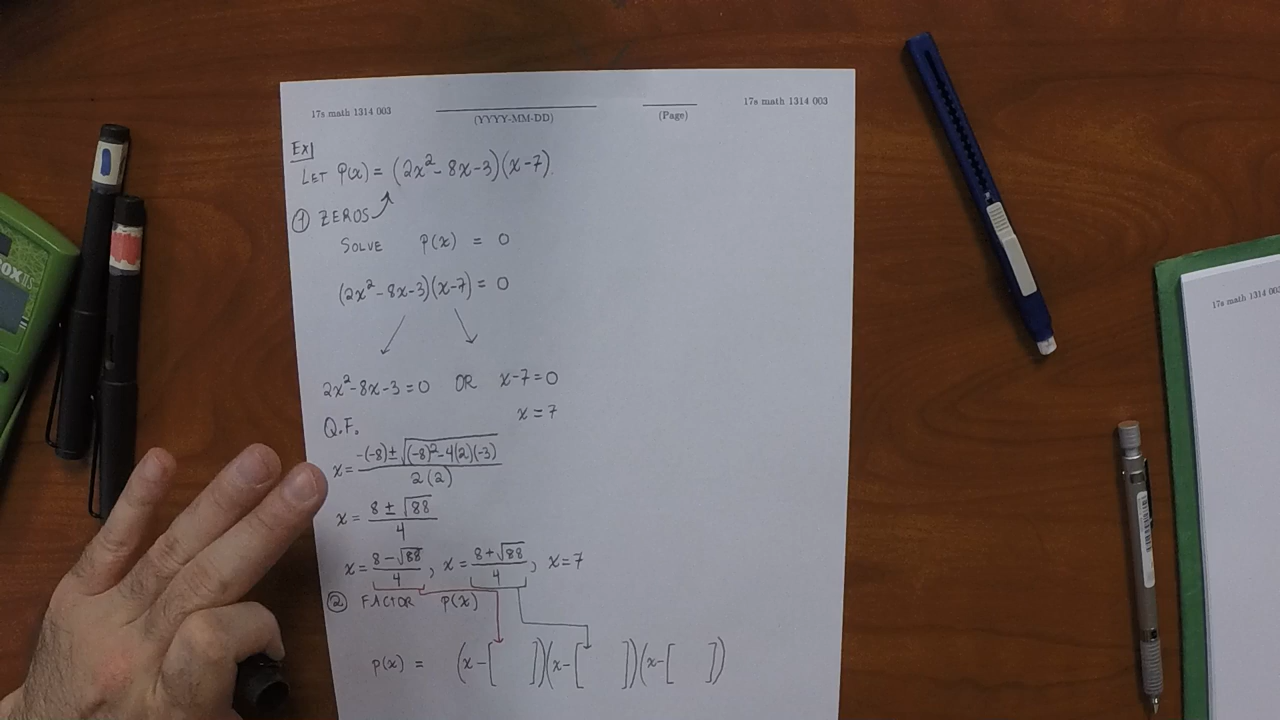 17s math 1314 003 (YYYY-MM-DD) (Page) 17s math 1314 003
Ex
LET P(x) = (2x²-8x-3)(x-7).
① ZEROS
SOLVE P(x) = 0
(2x²-8x-3)(x-7) = 0
2x²-8x-3=0 OR x-7=0
x=7
Q.F.
x = (-(-8)±√((-8)²-4(2)(-3)))/(2(2))
x = (8±√88)/4
x = (8-√88)/4, x = (8+√88)/4, x=7
② FACTOR P(x)
P(x) = (x-[ ])(x-[ ])(x-[ ])
17s math 1314 003